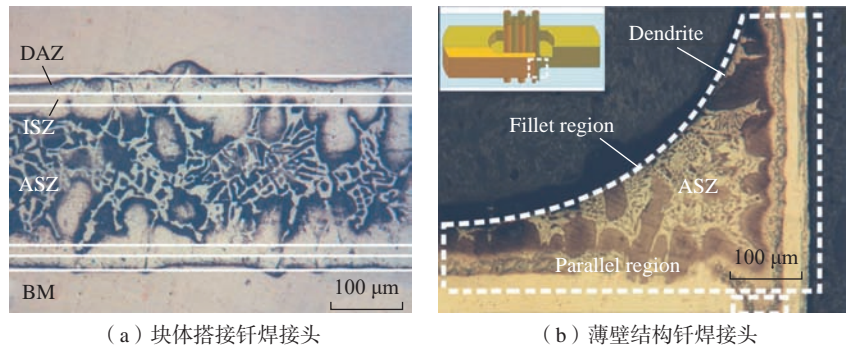 DAZ
ISZ
ASZ
BM
100 μm
Dendrite
Fillet region
ASZ
100 μm
Parallel region
（a）块体搭接钎焊接头
（b）薄壁结构钎焊接头